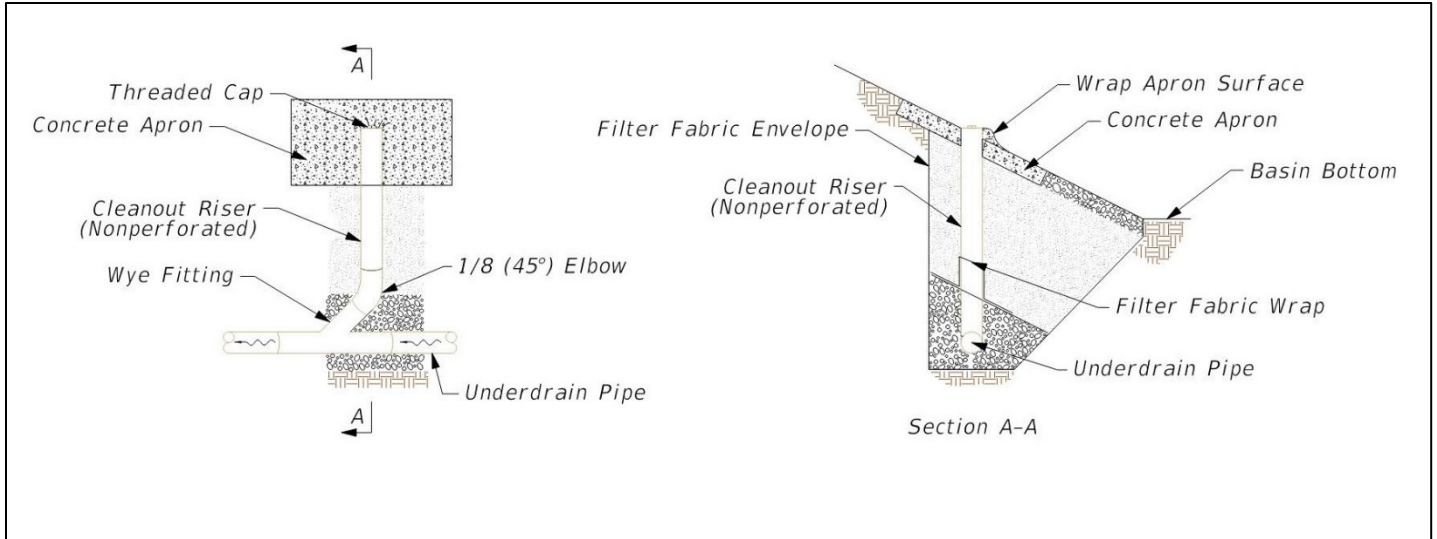 A
Threaded Cap
Concrete Apron
Cleanout Riser
(Nonperforated)
Wye Fitting
1/8 (45°) Elbow
Underdrain Pipe
A
Wrap Apron Surface
Concrete Apron
Filter Fabric Envelope
Basin Bottom
Cleanout Riser
(Nonperforated)
Filter Fabric Wrap
Underdrain Pipe
Section A-A